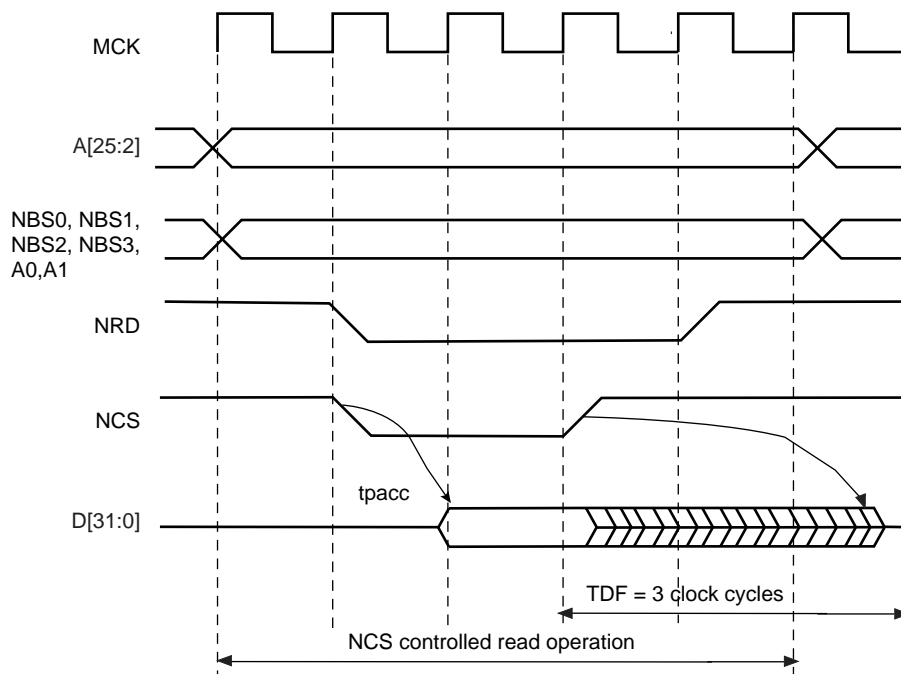 MCK
A[25:2]
NBS0, NBS1,
NBS2, NBS3,
A0,A1
NRD
NCS
tpacc
D[31:0]
TDF = 3 clock cycles
NCS controlled read operation